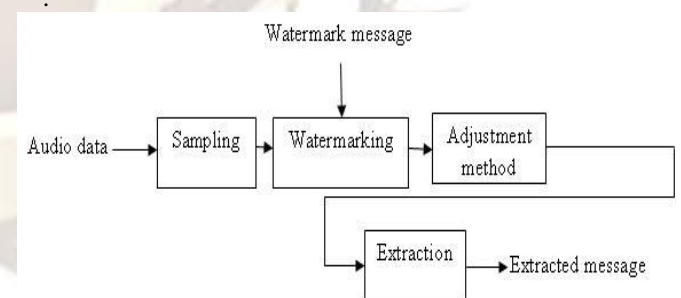 Watermark message
Audio data
Sampling
Watermarking
Adjustment
method
Extraction
Extracted message